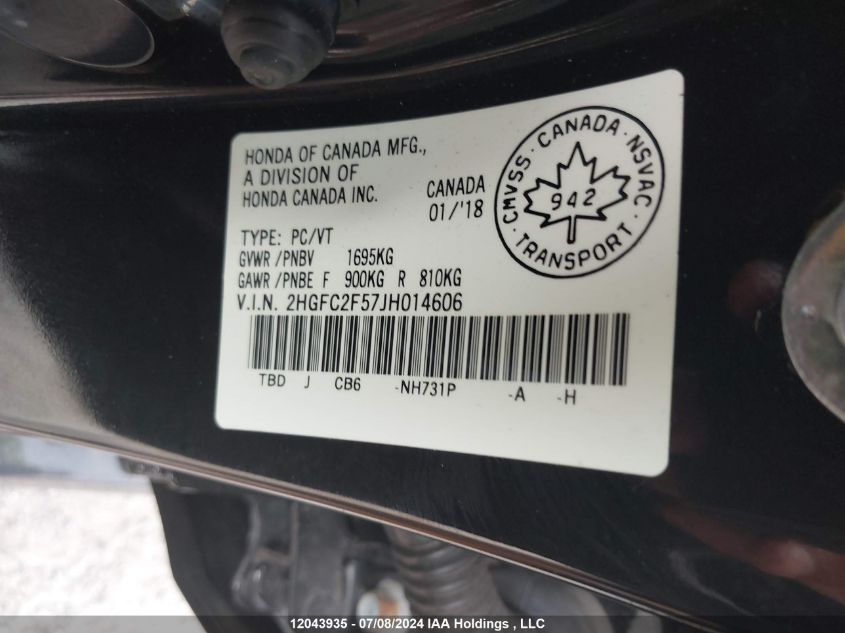 HONDA OF CANADA MFG.,
A DIVISION OF
HONDA CANADA INC.
CANADA
01/'18
TYPE: PC/VT
GVWR/PNBV 1695KG
GAWR/PNBE F 900KG R 810KG
V.I.N. 2HGFC2F57JH014606
TBD J CB6 -NH731P -A -H
CMVSS · CANADA · NSVAC
942
· TRANSPORT ·
12043935 - 07/08/2024 IAA Holdings , LLC/